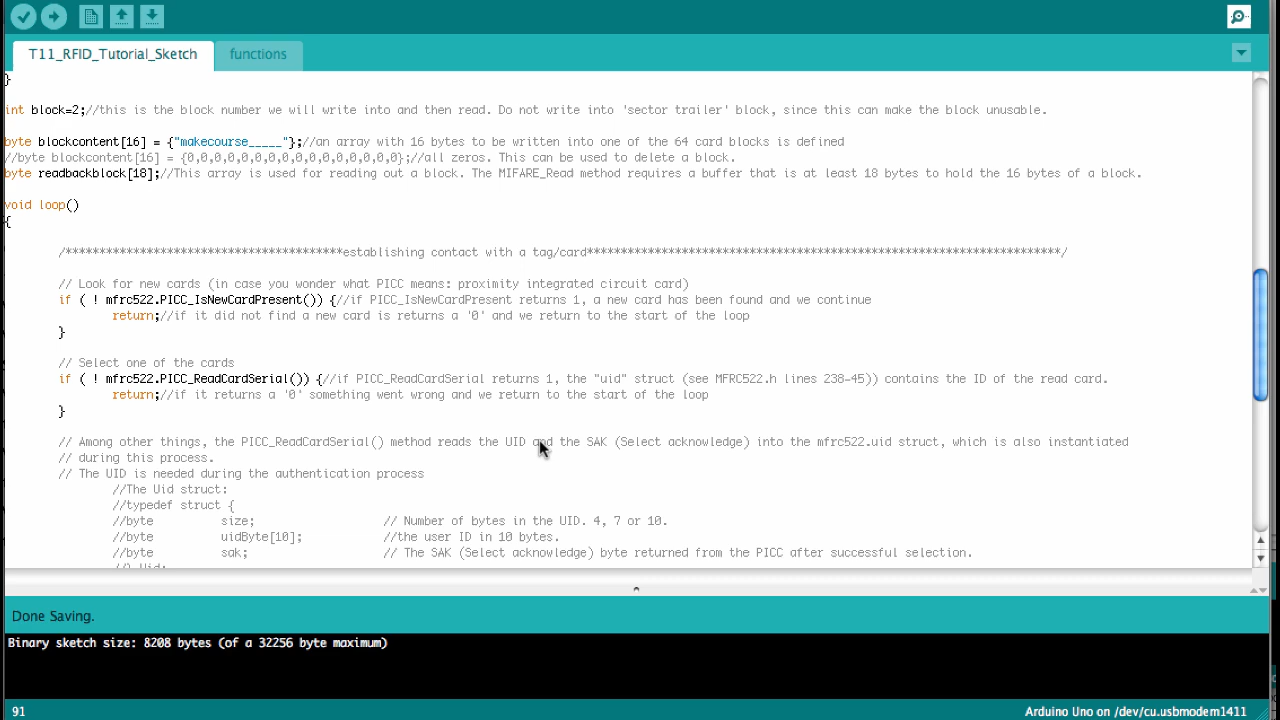 T11_RFID_Tutorial_Sketch
functions
}
int block=2;//this is the block number we will write into and then read. Do not write into 'sector trailer' block, since this can make the block unusable.
byte blockcontent[16] = {"makecourse_____"};//an array with 16 bytes to be written into one of the 64 card blocks is defined
//byte blockcontent[16] = {0,0,0,0,0,0,0,0,0,0,0,0,0,0,0,0};//all zeros. This can be used to delete a block.
byte readbackblock[18];//This array is used for reading out a block. The MIFARE_Read method requires a buffer that is at least 18 bytes to hold the 16 bytes of a block.
void loop()
{
/*****************************************establishing contact with a tag/card**********************************************************************/
// Look for new cards (in case you wonder what PICC means: proximity integrated circuit card)
if ( ! mfrc522.PICC_IsNewCardPresent()) {//if PICC_IsNewCardPresent returns 1, a new card has been found and we continue
return;//if it did not find a new card is returns a '0' and we return to the start of the loop
}
// Select one of the cards
if ( ! mfrc522.PICC_ReadCardSerial()) {//if PICC_ReadCardSerial returns 1, the "uid" struct (see MFRC522.h lines 238-45)) contains the ID of the read card.
return;//if it returns a '0' something went wrong and we return to the start of the loop
}
// Among other things, the PICC_ReadCardSerial() method reads the UID and the SAK (Select acknowledge) into the mfrc522.uid struct, which is also instantiated
// during this process.
// The UID is needed during the authentication process
//The Uid struct:
//typedef struct {
//byte size; // Number of bytes in the UID. 4, 7 or 10.
//byte uidByte[10]; //the user ID in 10 bytes.
//byte sak; // The SAK (Select acknowledge) byte returned from the PICC after successful selection.
//} Uid;
Done Saving.
Binary sketch size: 8208 bytes (of a 32256 byte maximum)
91
Arduino Uno on /dev/cu.usbmodem1411